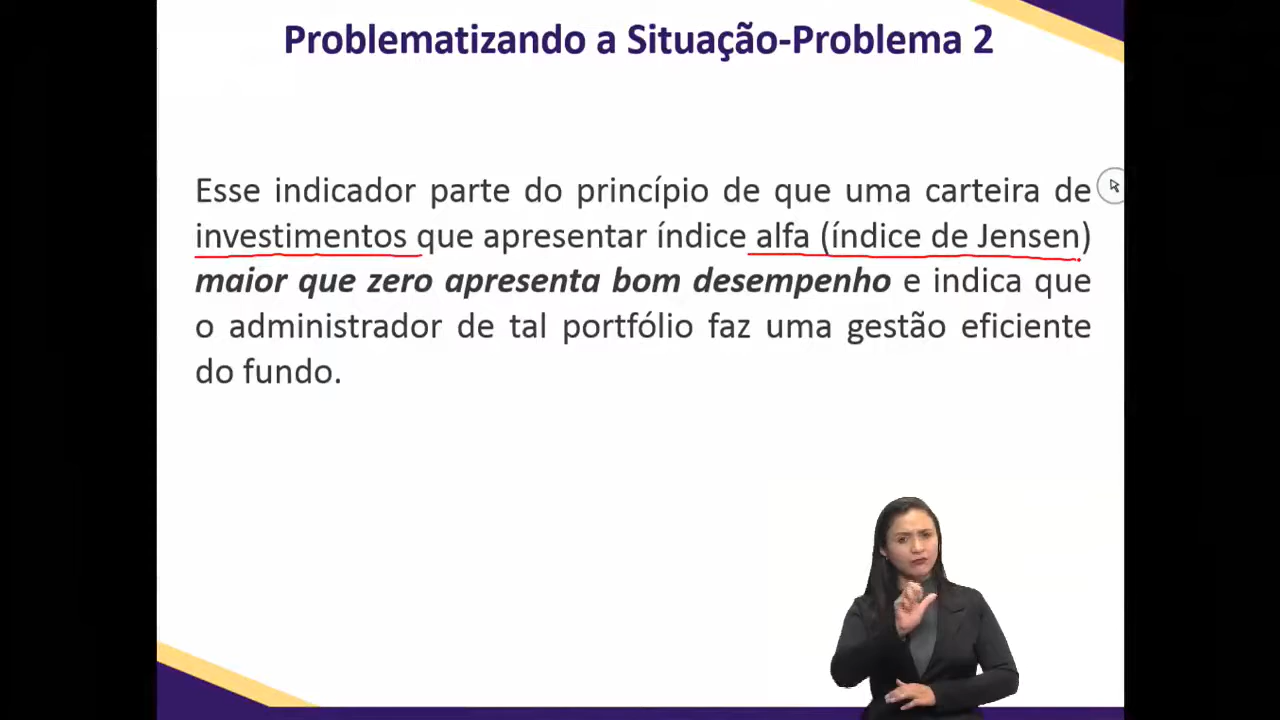 Problematizando a Situação-Problema 2
Esse indicador parte do princípio de que uma carteira de
investimentos que apresentar índice alfa (índice de Jensen)
maior que zero apresenta bom desempenho e indica que
o administrador de tal portfólio faz uma gestão eficiente
do fundo.